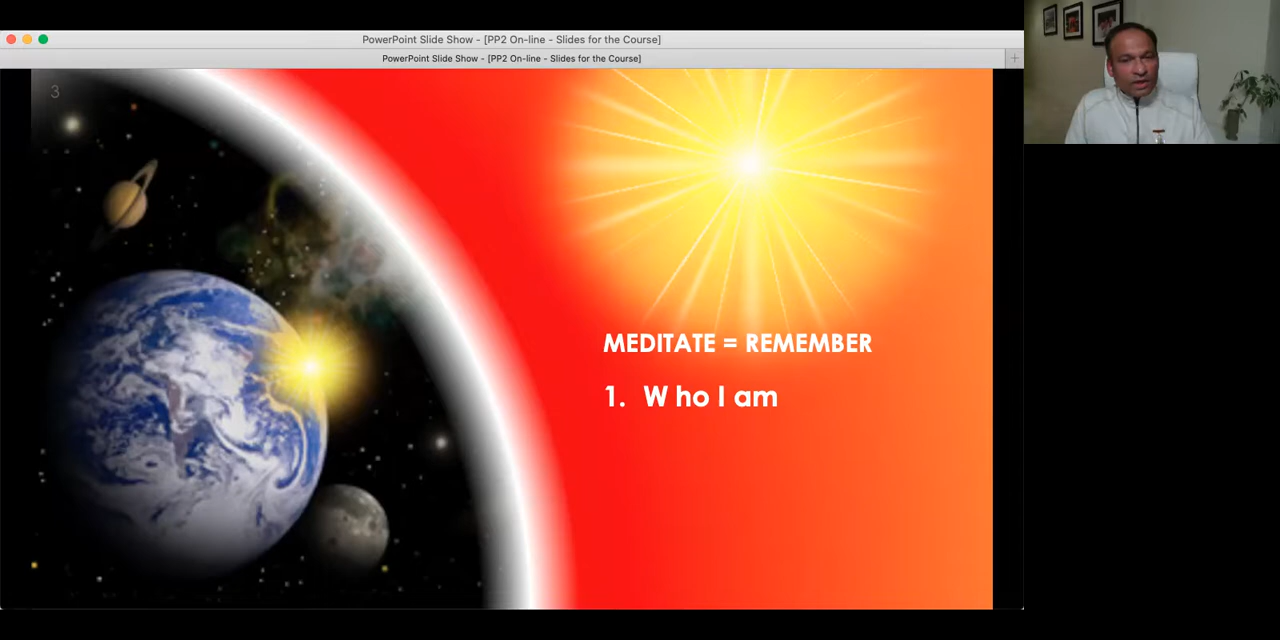 PowerPoint Slide Show - [PP2 On-line - Slides for the Course]
PowerPoint Slide Show - [PP2 On-line - Slides for the Course]
3
MEDITATE = REMEMBER
1. Who I am